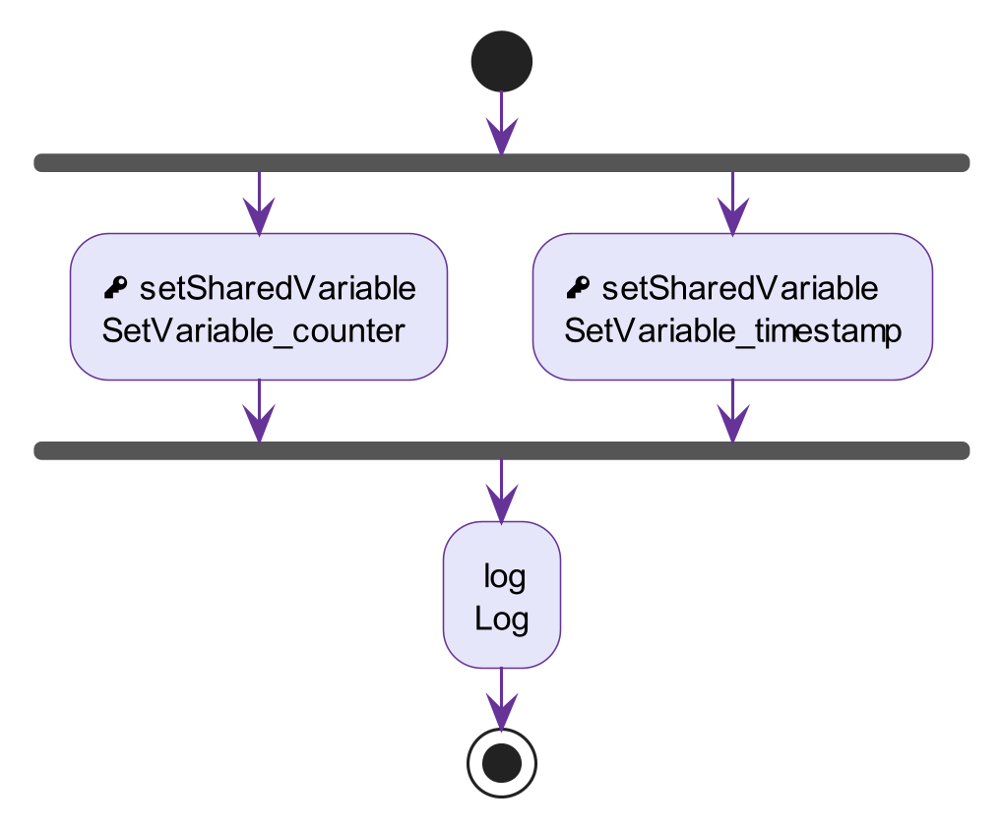 setSharedVariable
SetVariable_counter
setSharedVariable
SetVariable_timestamp
log
Log